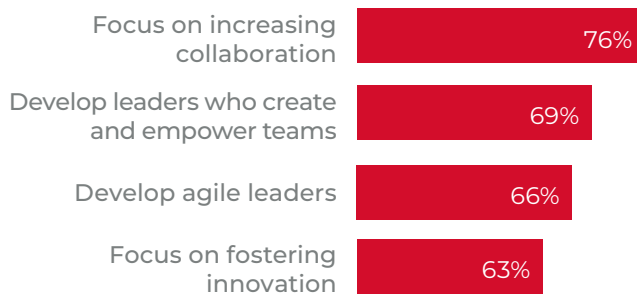 Focus on increasing
collaboration
76%
Develop leaders who create
and empower teams
69%
Develop agile leaders
66%
Focus on fostering
innovation
63%